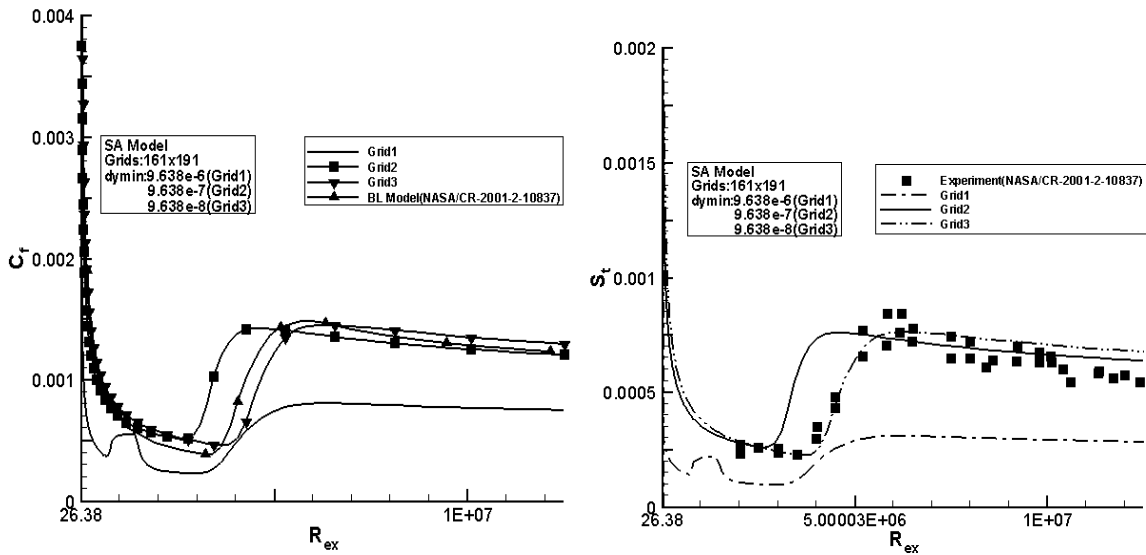 0.004
0.003
0.002
0.001
0
C_f
SA Model
Grids:161x191
dymin:9.638e-6(Grid1)
9.638e-7(Grid2)
9.638e-8(Grid3)
Grid1
Grid2
Grid3
BL Model(NASA/CR-2001-2-10837)
26.38
1E+07
R_ex
0.002
0.0015
0.001
0.0005
0
S_t
SA Model
Grids:161x191
dymin:9.638e-6(Grid1)
9.638e-7(Grid2)
9.638e-8(Grid3)
Experiment(NASA/CR-2001-2-10837)
Grid1
Grid2
Grid3
26.38
5.00003E+06
1E+07
R_ex